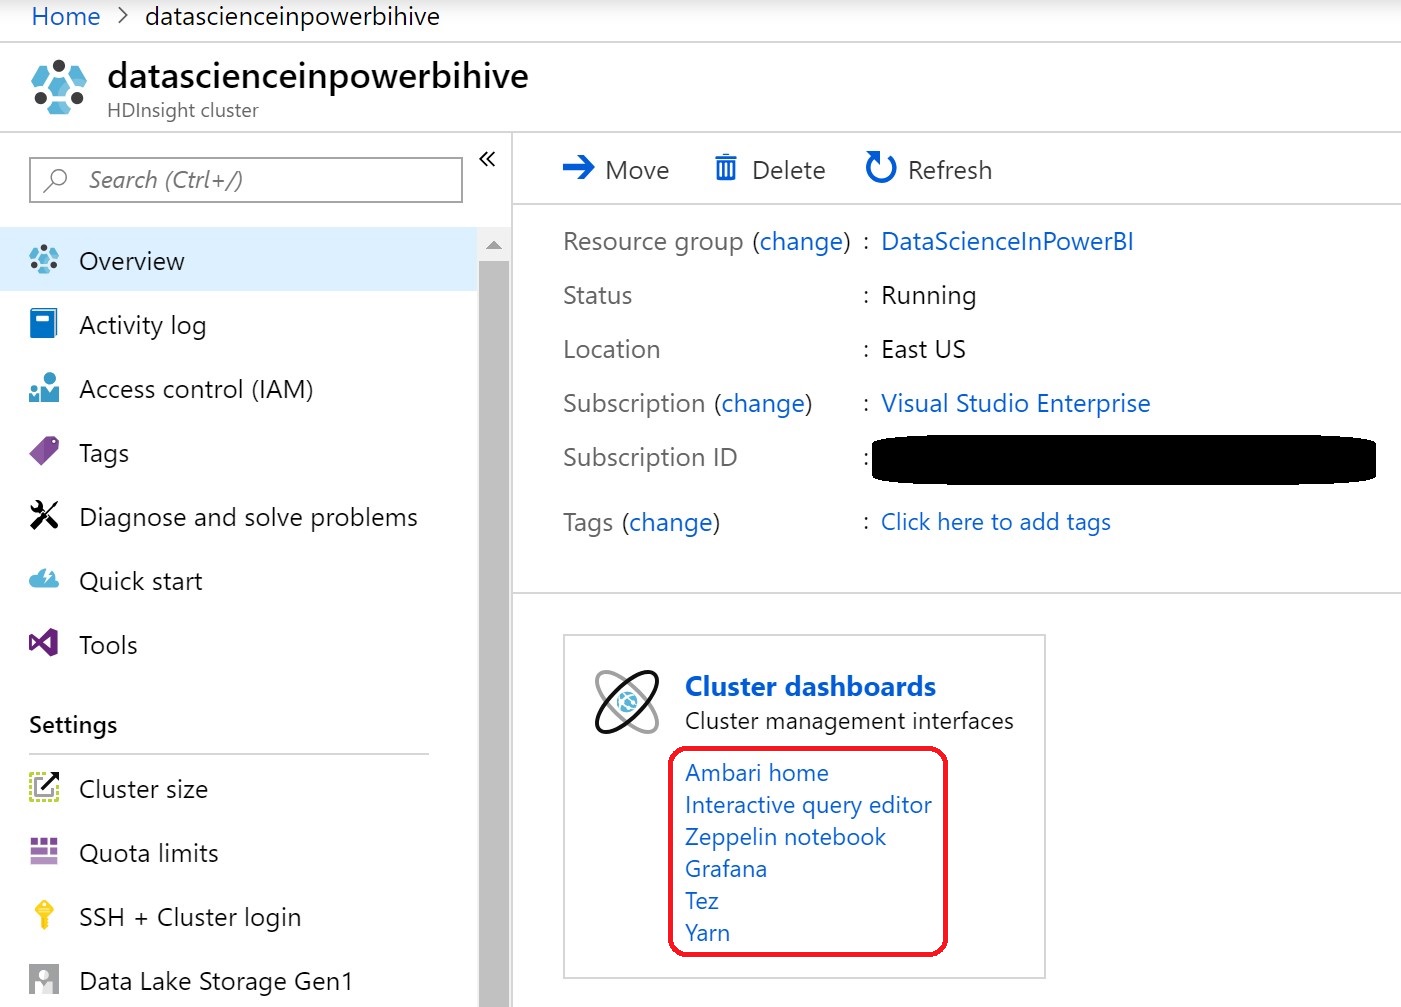 Home > datascienceinpowerbihive
datascienceinpowerbihive
HDInsight cluster
Search (Ctrl+/)
«
Overview
Activity log
Access control (IAM)
Tags
Diagnose and solve problems
Quick start
Tools
Settings
Cluster size
Quota limits
SSH + Cluster login
Data Lake Storage Gen1
Move Delete Refresh
Resource group (change) : DataScienceInPowerBI
Status : Running
Location : East US
Subscription (change) : Visual Studio Enterprise
Subscription ID :
Tags (change) : Click here to add tags
Cluster dashboards
Cluster management interfaces
Ambari home
Interactive query editor
Zeppelin notebook
Grafana
Tez
Yarn